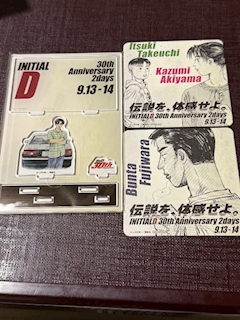 INITIAL
D
30th
Anniversary
2days
9.13-14
30th
Itsuki
Takeuchi
Kazumi
Akiyama
伝説を、体感せよ。
INITIALD 30th Anniversary 2days
9.13-14
Bunta
Fujiwara
伝説を、体感せよ。
INITIALD 30th Anniversary 2days
9.13-14